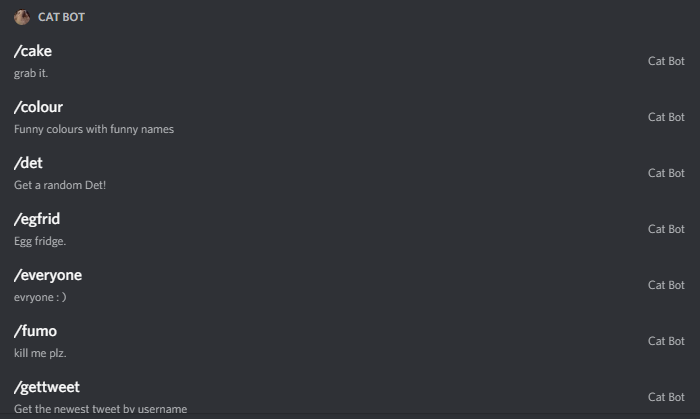 CAT BOT
/cake
grab it.
Cat Bot
/colour
Funny colours with funny names
Cat Bot
/det
Get a random Det!
Cat Bot
/egfrid
Egg fridge.
Cat Bot
/everyone
evryone : )
Cat Bot
/fumo
kill me plz.
Cat Bot
/gettweet
Get the newest tweet by username
Cat Bot